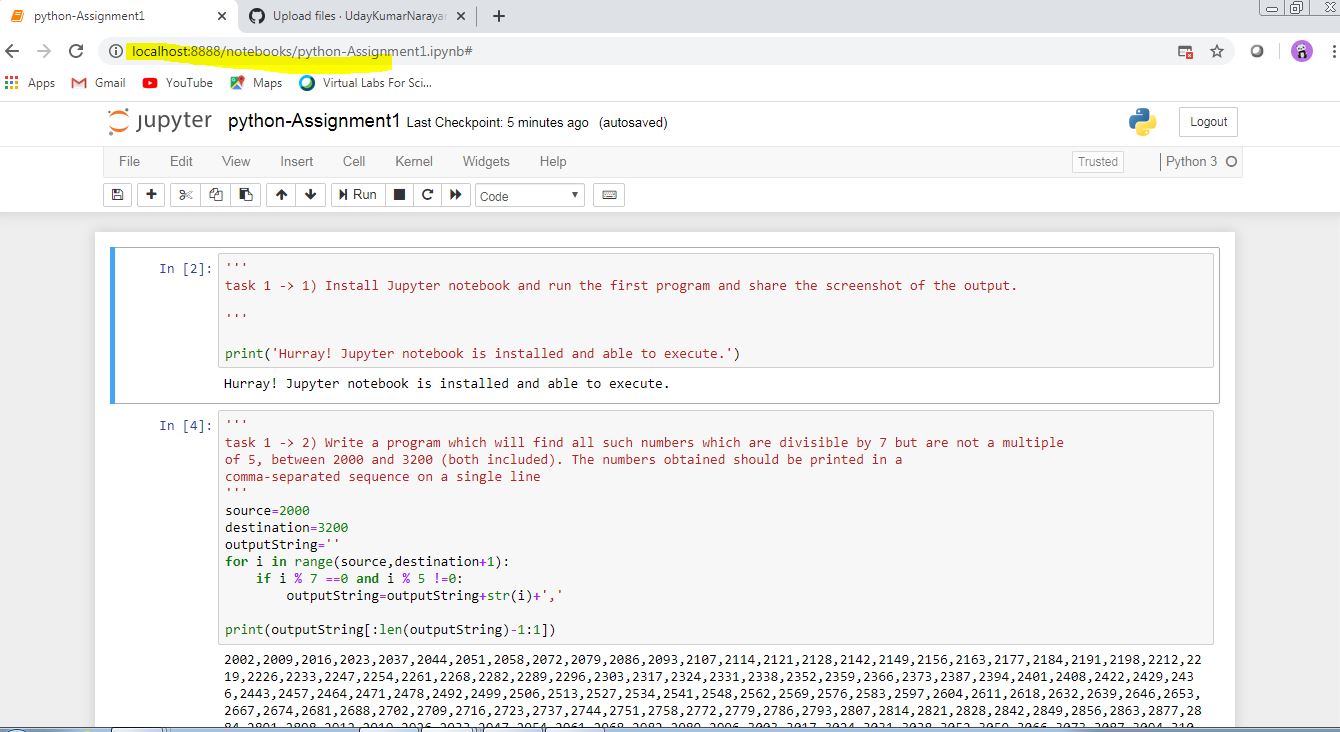 python-Assignment1
Upload files · UdayKumarNarayan
localhost:8888/notebooks/python-Assignment1.ipynb#
Apps Gmail YouTube Maps Virtual Labs For Sci...
jupyter python-Assignment1 Last Checkpoint: 5 minutes ago (autosaved)
Logout
File Edit View Insert Cell Kernel Widgets Help
Trusted Python 3
Run Code
In [2]:
'''
task 1 -> 1) Install Jupyter notebook and run the first program and share the screenshot of the output.
'''
print('Hurray! Jupyter notebook is installed and able to execute.')
Hurray! Jupyter notebook is installed and able to execute.
In [4]:
'''
task 1 -> 2) Write a program which will find all such numbers which are divisible by 7 but are not a multiple
of 5, between 2000 and 3200 (both included). The numbers obtained should be printed in a
comma-separated sequence on a single line
'''
source=2000
destination=3200
outputString=''
for i in range(source,destination+1):
    if i % 7 ==0 and i % 5 !=0:
        outputString=outputString+str(i)+','
print(outputString[:len(outputString)-1:1])
2002,2009,2016,2023,2037,2044,2051,2058,2072,2079,2086,2093,2107,2114,2121,2128,2142,2149,2156,2163,2177,2184,2191,2198,2212,22
19,2226,2233,2247,2254,2261,2268,2282,2289,2296,2303,2317,2324,2331,2338,2352,2359,2366,2373,2387,2394,2401,2408,2422,2429,243
6,2443,2457,2464,2471,2478,2492,2499,2506,2513,2527,2534,2541,2548,2562,2569,2576,2583,2597,2604,2611,2618,2632,2639,2646,2653,
2667,2674,2681,2688,2702,2709,2716,2723,2737,2744,2751,2758,2772,2779,2786,2793,2807,2814,2821,2828,2842,2849,2856,2863,2877,28